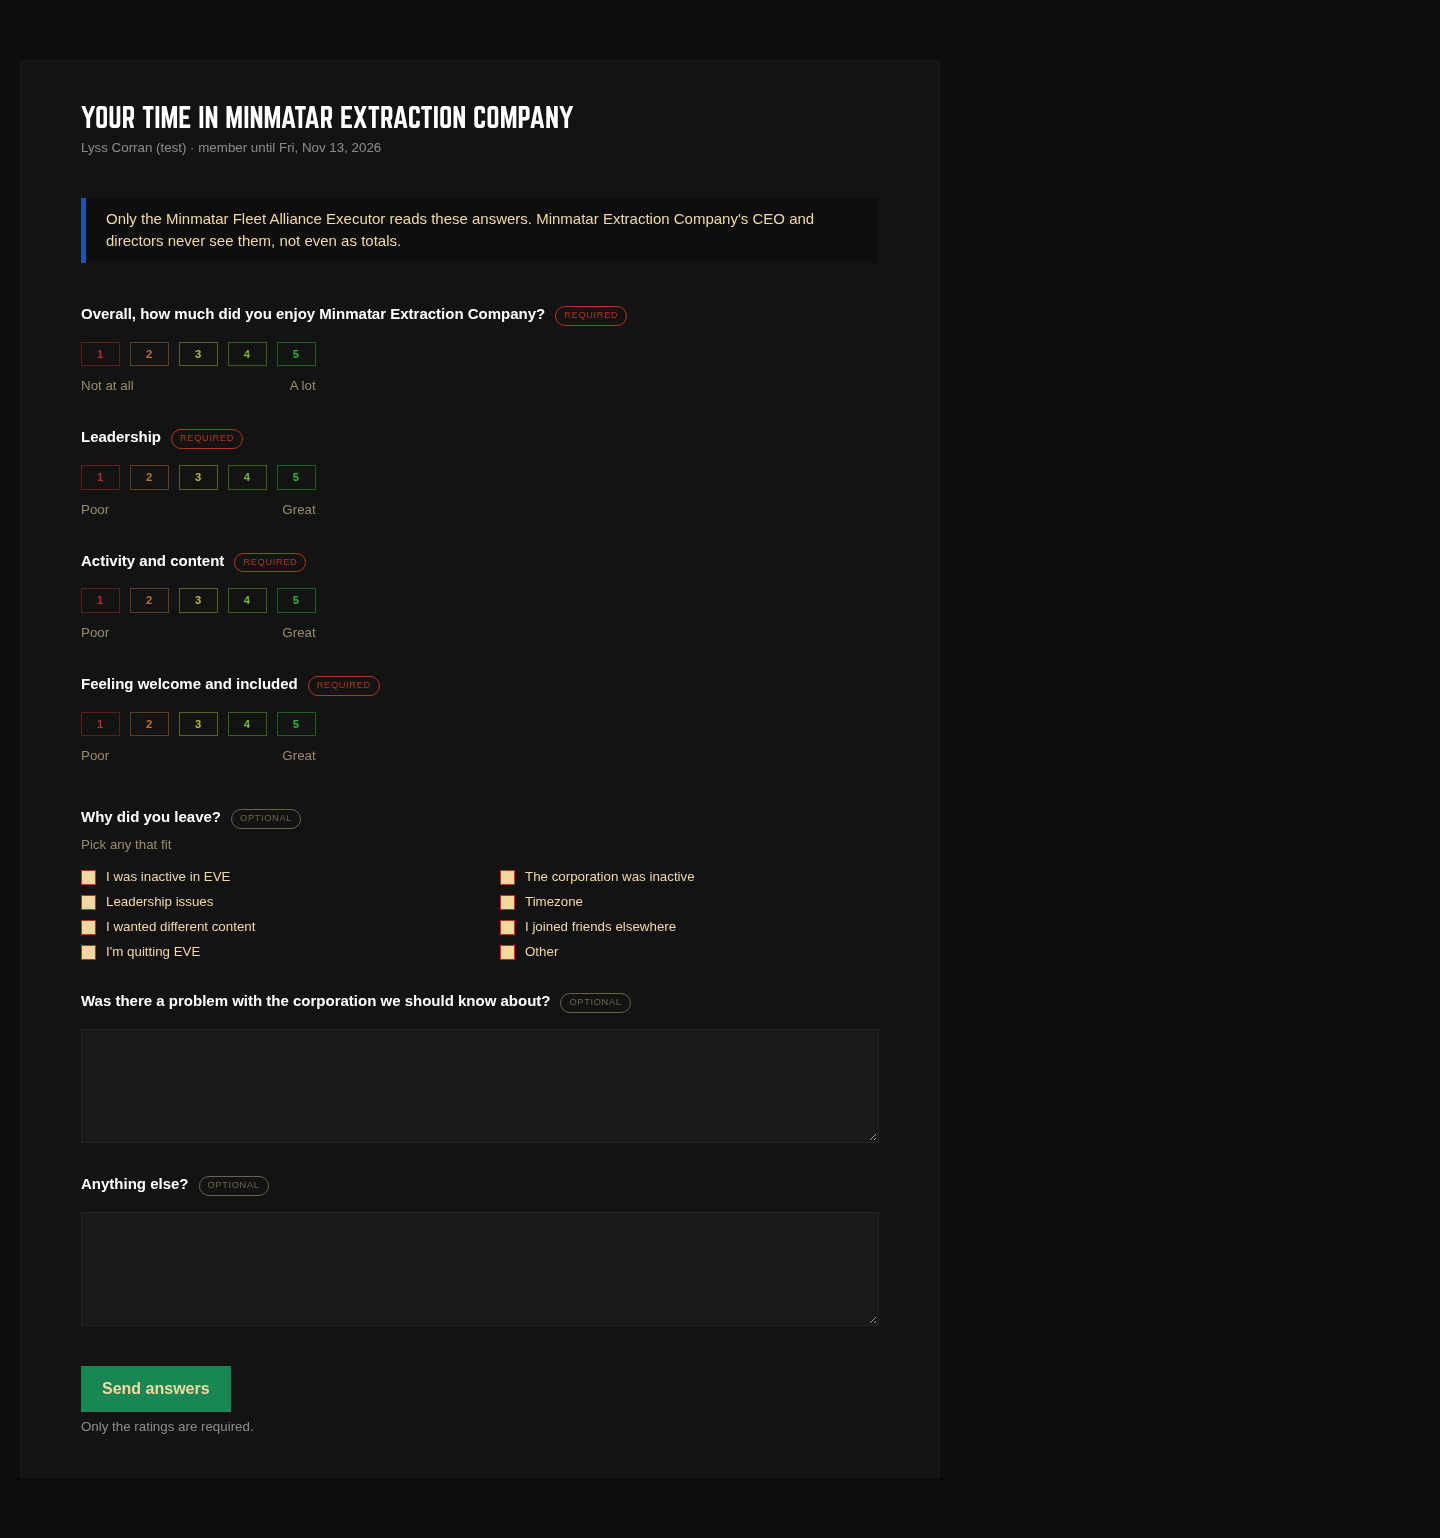 YOUR TIME IN MINMATAR EXTRACTION COMPANY
Lyss Corran (test) · member until Fri, Nov 13, 2026
Only the Minmatar Fleet Alliance Executor reads these answers. Minmatar Extraction Company's CEO and
directors never see them, not even as totals.
Overall, how much did you enjoy Minmatar Extraction Company? REQUIRED
1 2 3 4 5
Not at all A lot
Leadership REQUIRED
1 2 3 4 5
Poor Great
Activity and content REQUIRED
1 2 3 4 5
Poor Great
Feeling welcome and included REQUIRED
1 2 3 4 5
Poor Great
Why did you leave? OPTIONAL
Pick any that fit
I was inactive in EVE The corporation was inactive
Leadership issues Timezone
I wanted different content I joined friends elsewhere
I'm quitting EVE Other
Was there a problem with the corporation we should know about? OPTIONAL
Anything else? OPTIONAL
Send answers
Only the ratings are required.